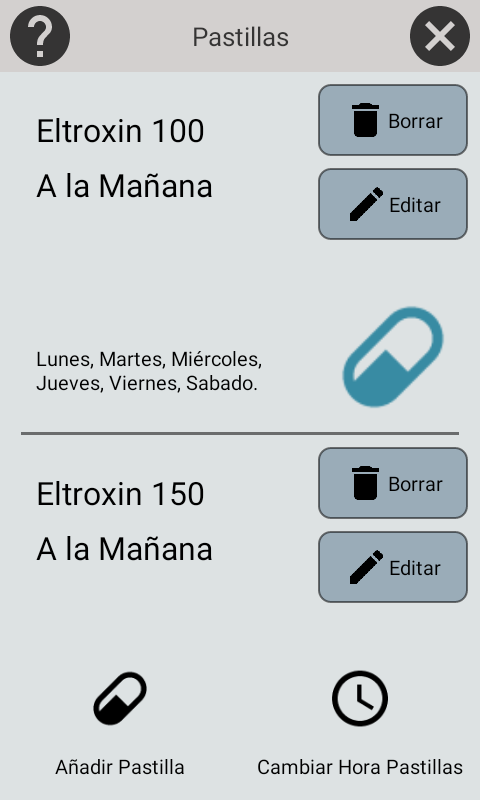 Pastillas
Eltroxin 100
Borrar
A la Mañana
Editar
Lunes, Martes, Miércoles,
Jueves, Viernes, Sabado.
Eltroxin 150
Borrar
A la Mañana
Editar
Añadir Pastilla
Cambiar Hora Pastillas